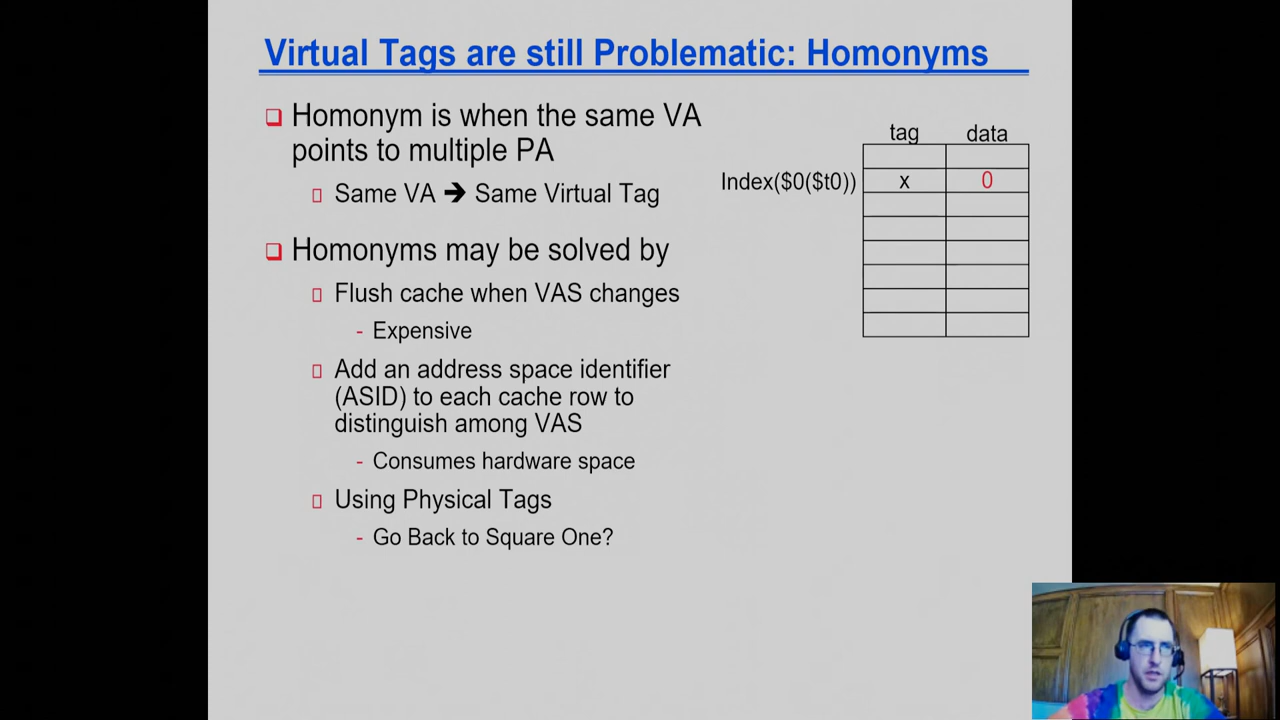 Virtual Tags are still Problematic: Homonyms
Homonym is when the same VA
points to multiple PA
Same VA ➔ Same Virtual Tag
Homonyms may be solved by
Flush cache when VAS changes
- Expensive
Add an address space identifier
(ASID) to each cache row to
distinguish among VAS
- Consumes hardware space
Using Physical Tags
- Go Back to Square One?
tag data
Index($0($t0)) x 0